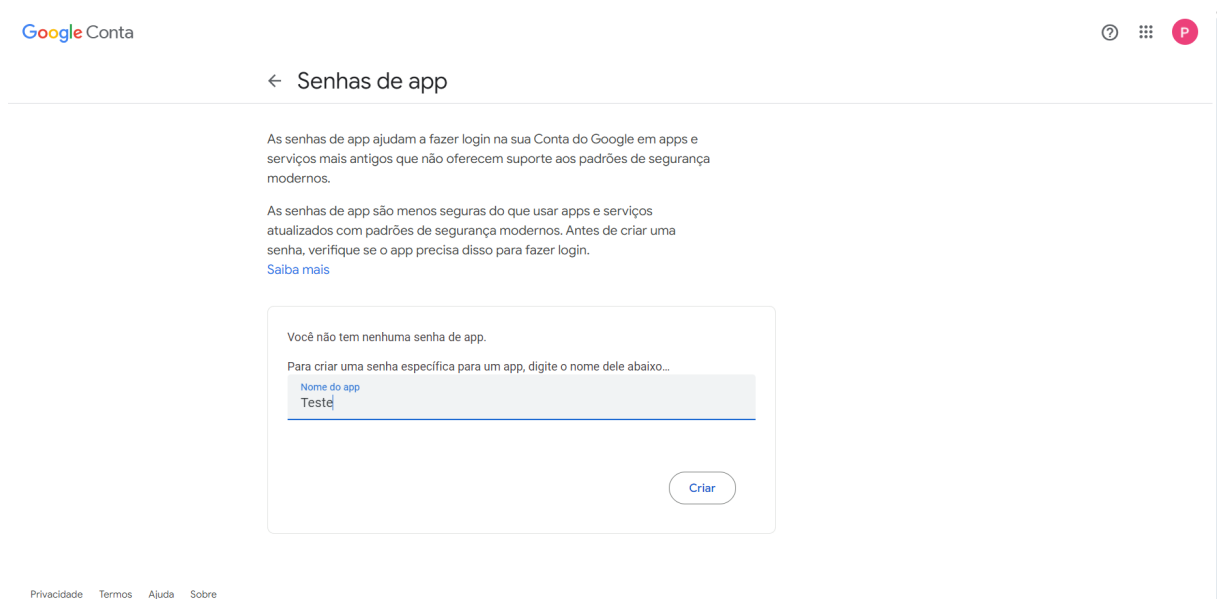 Google Conta
P
Senhas de app
As senhas de app ajudam a fazer login na sua Conta do Google em apps e
serviços mais antigos que não oferecem suporte aos padrões de segurança
modernos.
As senhas de app são menos seguras do que usar apps e serviços
atualizados com padrões de segurança modernos. Antes de criar uma
senha, verifique se o app precisa disso para fazer login.
Saiba mais
Você não tem nenhuma senha de app.
Para criar uma senha específica para um app, digite o nome dele abaixo...
Nome do app
Teste
Criar
Privacidade Termos Ajuda Sobre